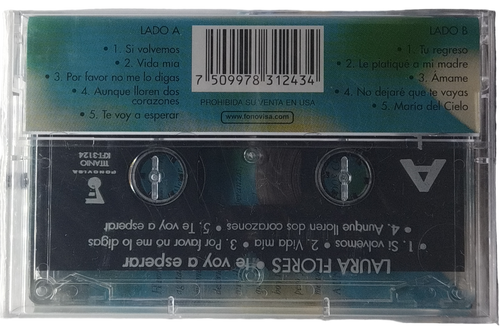 LADO A
• 1. Si volvemos
• 2. Vida mía
• 3. Por favor no me lo digas
• 4. Aunque lloren dos
corazones
• 5. Te voy a esperar
7 509978 312434
PROHIBIDA SU VENTA EN USA
www.fonovisa.com
LADO B
• 1. Tu regreso
• 2. Le platiqué a mi madre
• 3. Ámame
• 4. No dejaré que te vayas
• 5. María del Cielo
A
LAURA FLORES • Te voy a esperar
• 1. Si volvemos • 2. Vida mía • 3. Por favor no me lo digas
• 4. Aunque lloren dos corazones • 5. Te voy a esperar
FONOVISA
TITANIO
KFT-3124